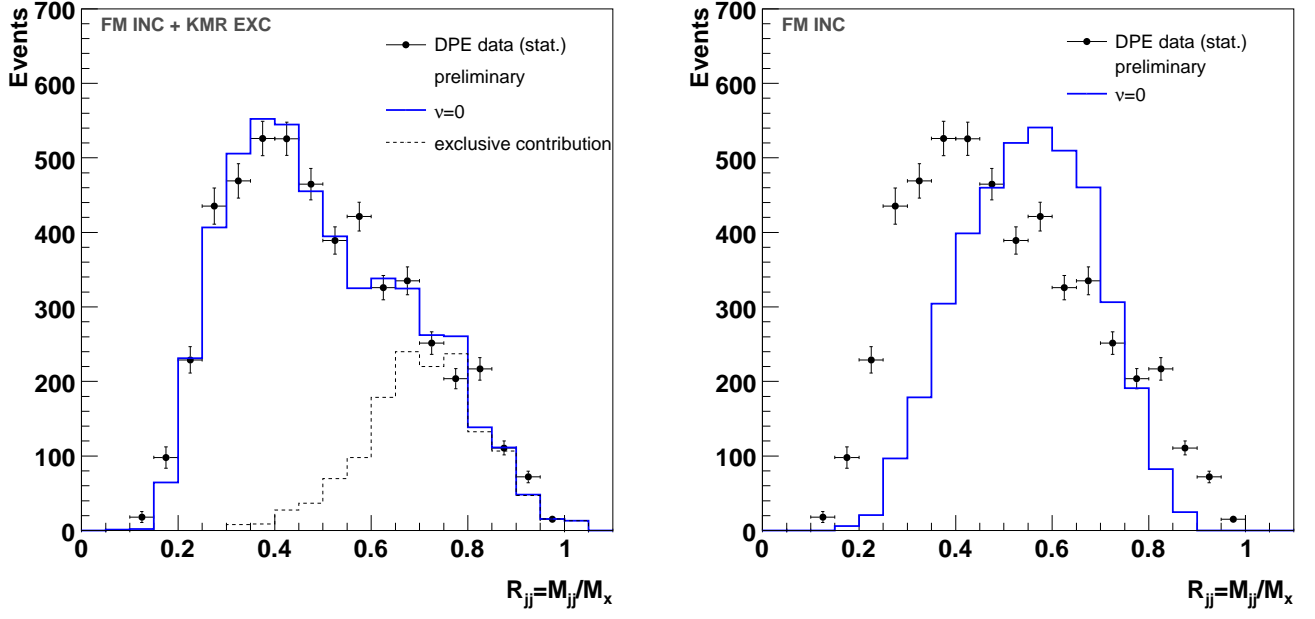 FM INC + KMR EXC
DPE data (stat.)
preliminary
ν=0
exclusive contribution
Events
700
600
500
400
300
200
100
0
0 0.2 0.4 0.6 0.8 1
R_jj=M_jj/M_x
FM INC
DPE data (stat.)
preliminary
ν=0
Events
700
600
500
400
300
200
100
0
0 0.2 0.4 0.6 0.8 1
R_jj=M_jj/M_x